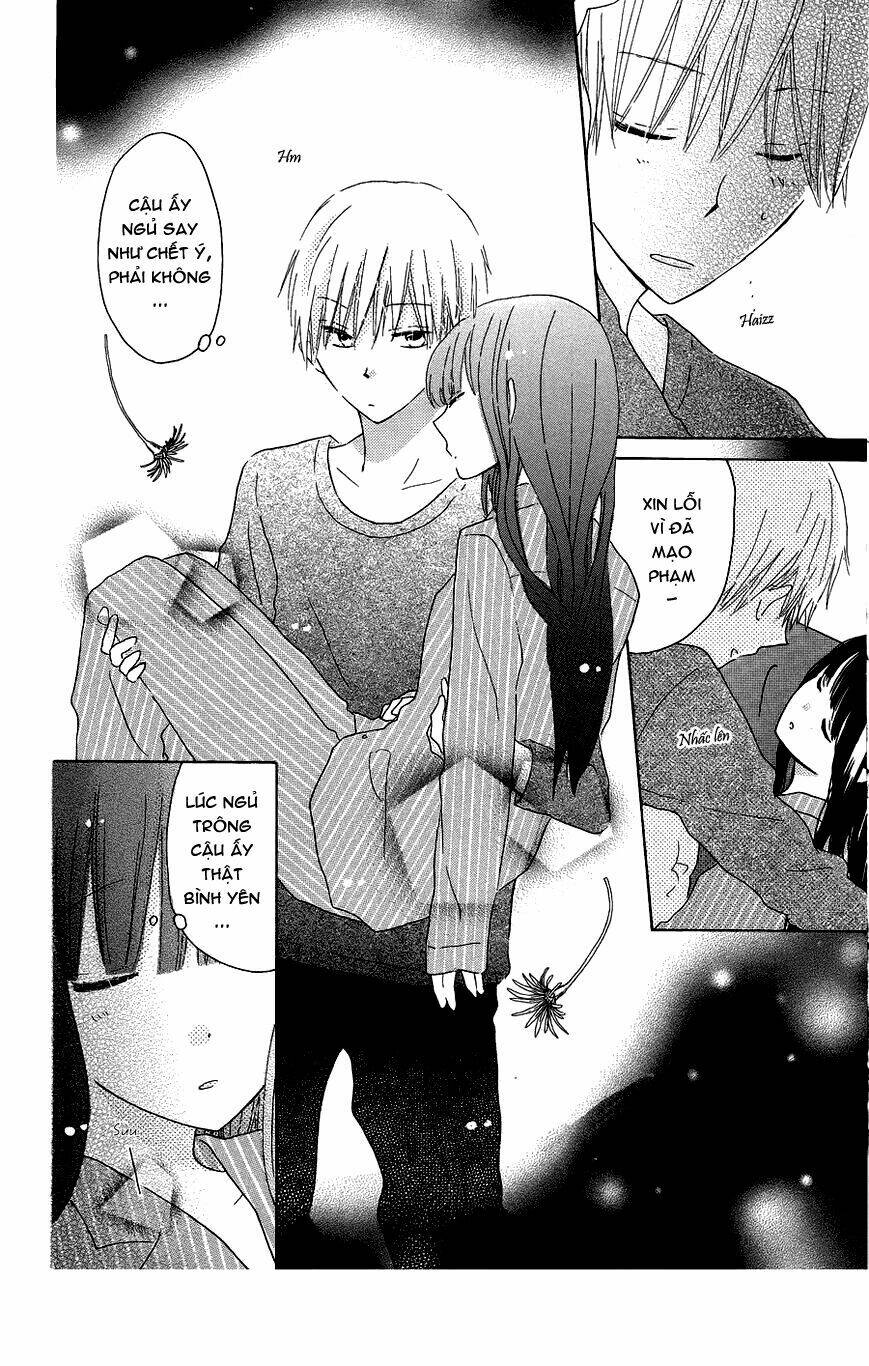 Haizz
XIN LỖI
VÌ ĐÃ
MẠO
PHẠM
–
Nhấc lên
Hm
CẬU ẤY
NGỦ SAY
NHƯ CHẾT Ý,
PHẢI KHÔNG
...
LÚC NGỦ
TRÔNG
CẬU ẤY
THẬT
BÌNH YÊN
...
Suu